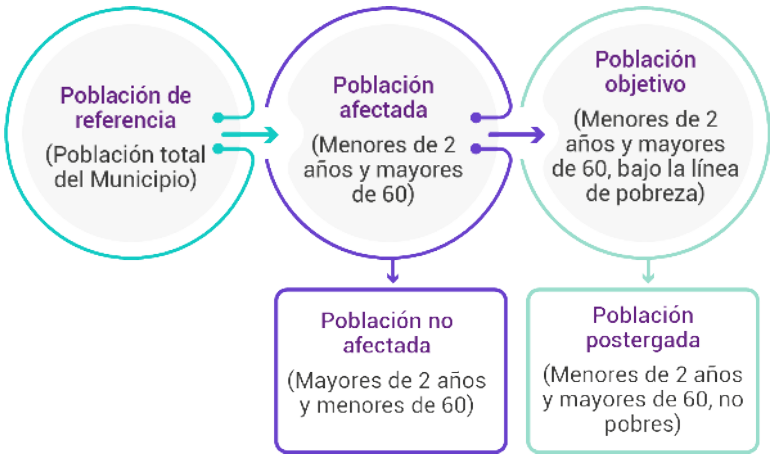 Población de
referencia
(Población total
del Municipio)
Población
afectada
(Menores de 2
años y mayores
de 60)
Población
objetivo
(Menores de 2
años y mayores
de 60, bajo la línea
de pobreza)
Población no
afectada
(Mayores de 2 años
y menores de 60)
Población
postergada
(Menores de 2 años
y mayores de 60, no
pobres)